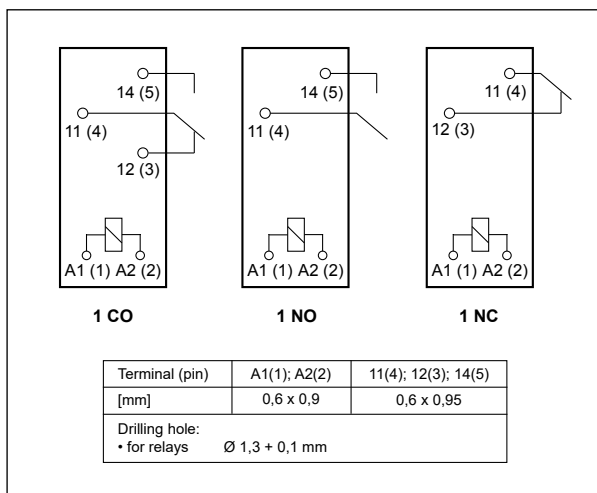 14 (5)
11 (4)
12 (3)
A1 (1) A2 (2)
1 CO
14 (5)
11 (4)
A1 (1) A2 (2)
1 NO
11 (4)
12 (3)
A1 (1) A2 (2)
1 NC
Terminal (pin) A1(1); A2(2) 11(4); 12(3); 14(5)
[mm] 0,6 x 0,9 0,6 x 0,95
Drilling hole:
• for relays Ø 1,3 + 0,1 mm